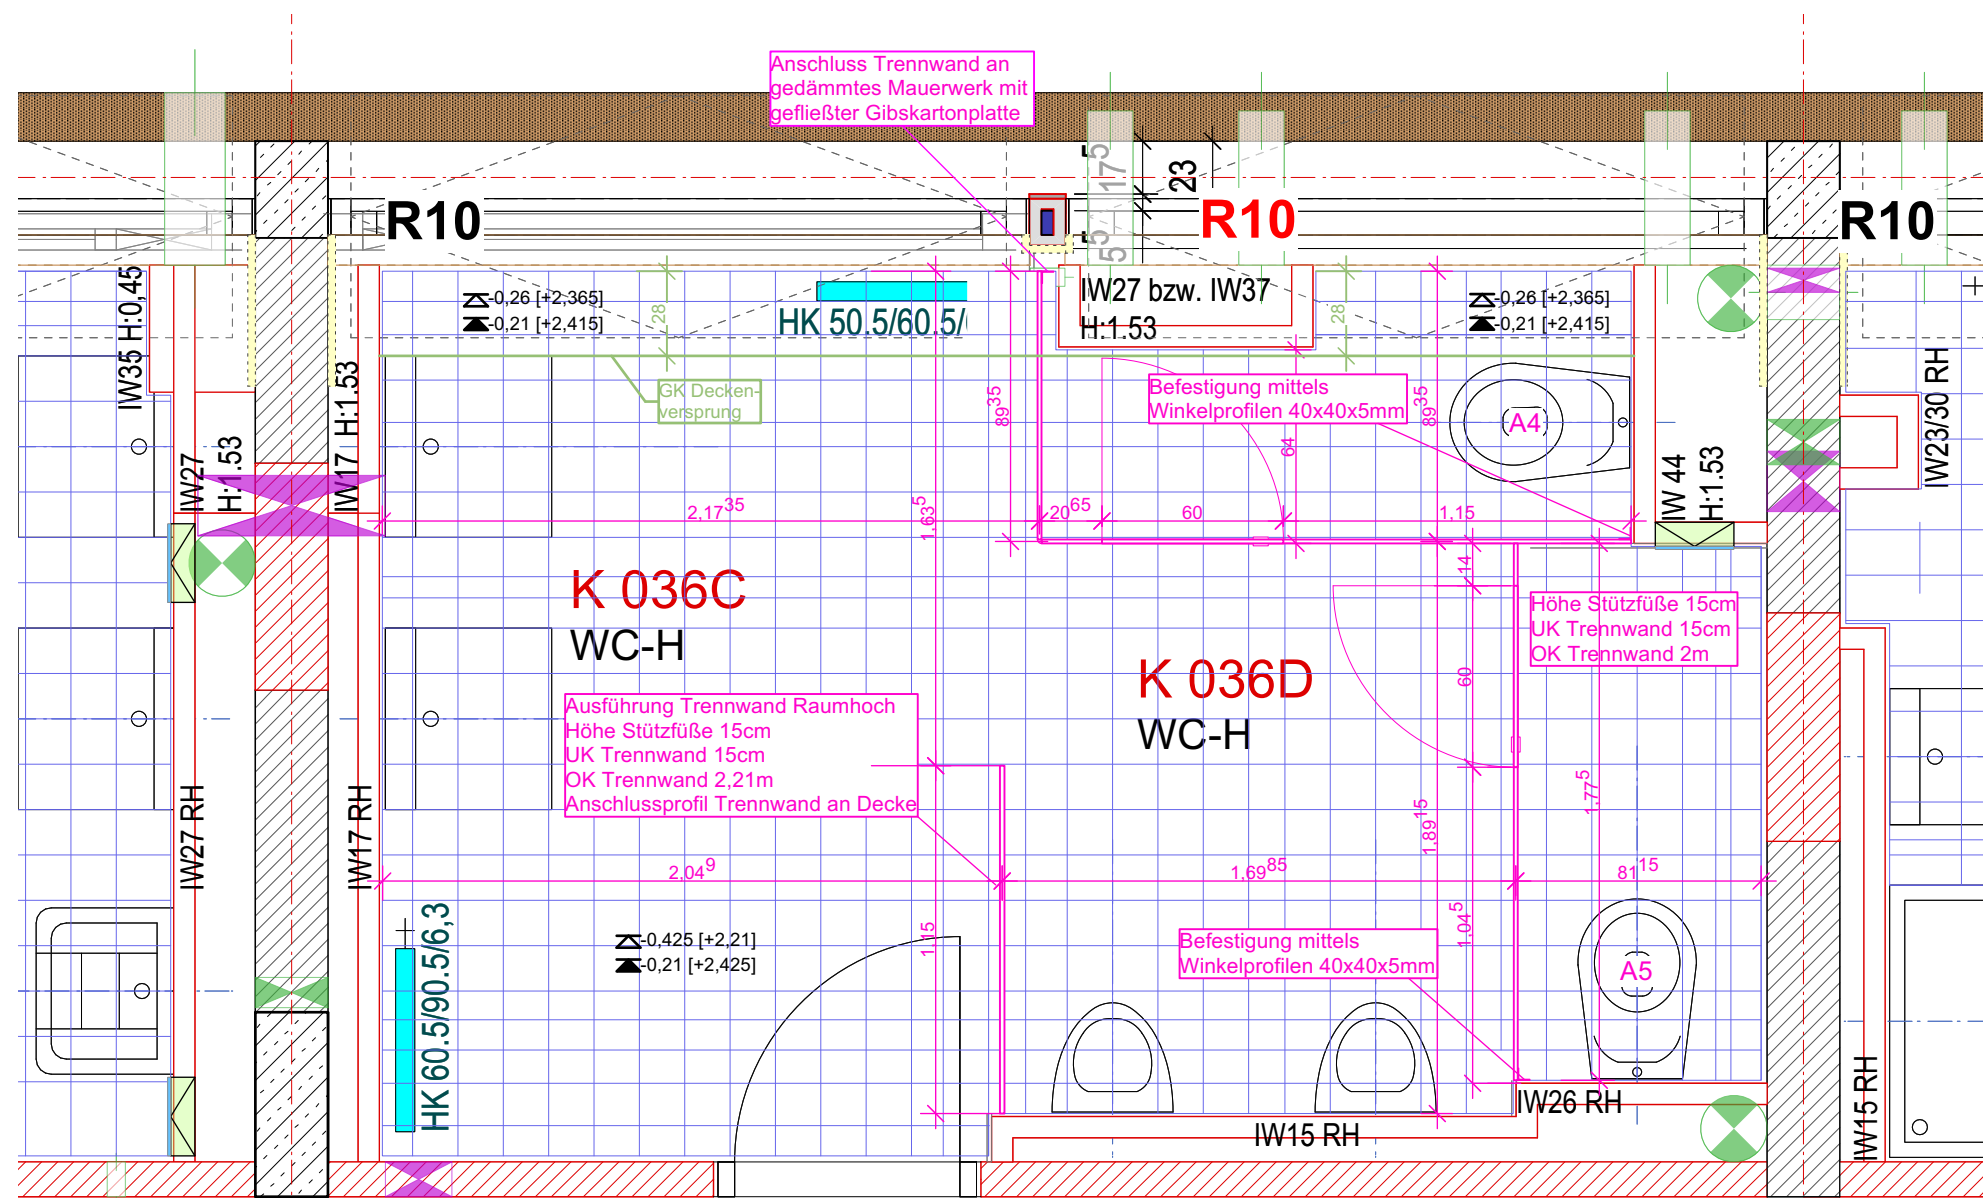 Anschluss Trennwand an
gedämmtes Mauerwerk mit
gefließter Gibskartonplatte
17⁵
23
5⁵
R10
R10
R10
IW35 H:0,45
-0,26 [+2,365]
-0,21 [+2,415]
28
HK 50.5/60.5/
IW27 bzw. IW37
H:1.53
28
-0,26 [+2,365]
-0,21 [+2,415]
IW27
H:1.53
IW17 H:1.53
GK Decken-
versprung
89³⁵
Befestigung mittels
Winkelprofilen 40x40x5mm
89³⁵
A4
64
IW 44
H:1.53
IW23/30 RH
2,17³⁵
1,63⁵
20⁶⁵
60
1,15
14
K 036C
WC-H
Höhe Stützfüße 15cm
UK Trennwand 15cm
OK Trennwand 2m
K 036D
WC-H
60
Ausführung Trennwand Raumhoch
Höhe Stützfüße 15cm
UK Trennwand 15cm
OK Trennwand 2,21m
Anschlussprofil Trennwand an Decke
1,77⁵
IW27 RH
IW17 RH
1,89¹⁵
2,04⁹
1,69⁸⁵
81¹⁵
HK 60.5/90.5/6,3
-0,425 [+2,21]
-0,21 [+2,425]
1,15
1,04⁵
Befestigung mittels
Winkelprofilen 40x40x5mm
A5
IW26 RH
IW15 RH
IW15 RH